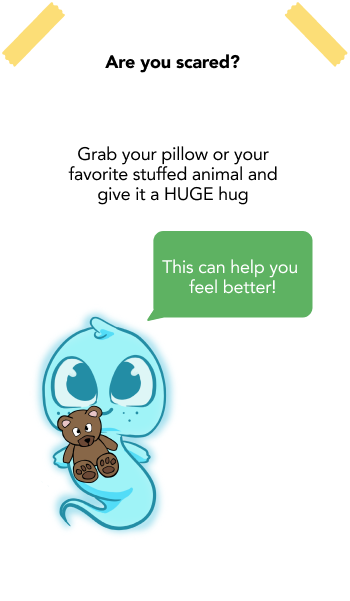 Are you scared?
Grab your pillow or your
favorite stuffed animal and
give it a HUGE hug
This can help you
feel better!